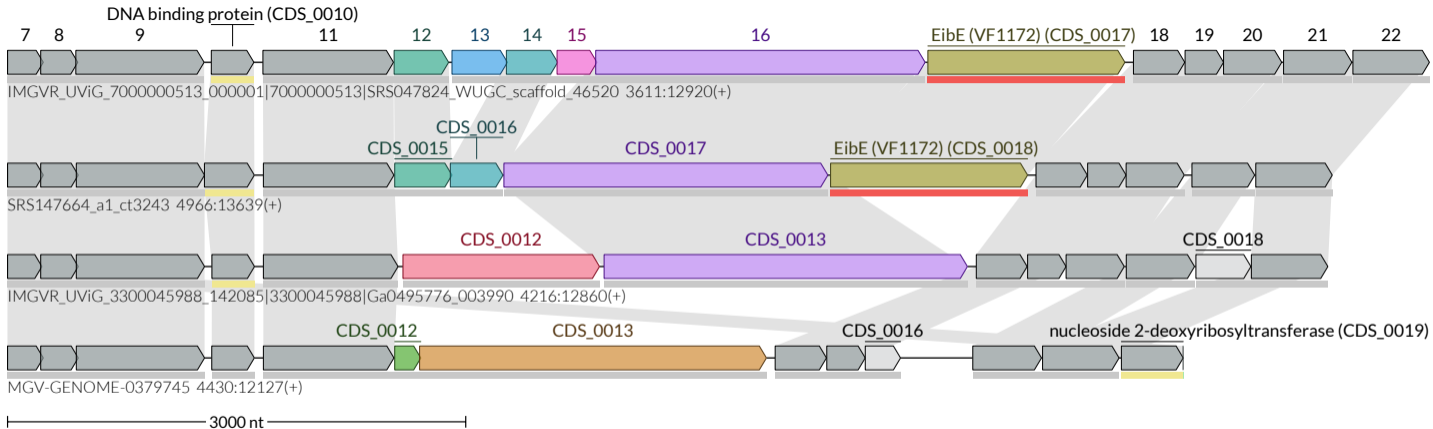 DNA binding protein (CDS_0010)
7 8 9 11 12 13 14 15 16 EibE (VF1172) (CDS_0017) 18 19 20 21 22
IMGVR_UViG_7000000513_000001|7000000513|SRS047824_WUGC_scaffold_46520 3611:12920(+)
CDS_0016
CDS_0015 CDS_0017 EibE (VF1172) (CDS_0018)
SRS147664_a1_ct3243 4966:13639(+)
CDS_0012 CDS_0013 CDS_0018
IMGVR_UViG_3300045988_142085|3300045988|Ga0495776_003990 4216:12860(+)
CDS_0012 CDS_0013 CDS_0016 nucleoside 2-deoxyribosyltransferase (CDS_0019)
MGV-GENOME-0379745 4430:12127(+)
3000 nt